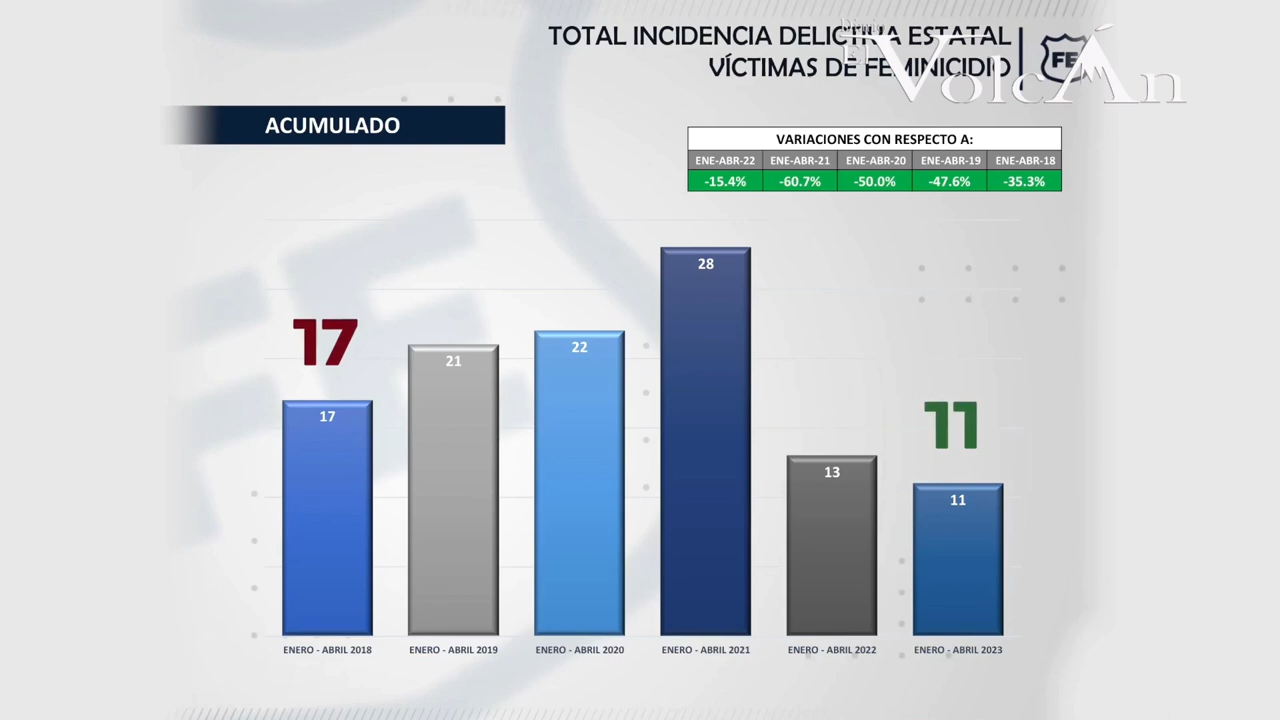 TOTAL INCIDENCIA DELICTIVA ESTATAL
VÍCTIMAS DE FEMINICIDIO
FE
Diario
El Volcán
ACUMULADO
VARIACIONES CON RESPECTO A:
ENE-ABR-22 ENE-ABR-21 ENE-ABR-20 ENE-ABR-19 ENE-ABR-18
-15.4% -60.7% -50.0% -47.6% -35.3%
17 21 22 28 13 11
17 11
ENERO - ABRIL 2018 ENERO - ABRIL 2019 ENERO - ABRIL 2020 ENERO - ABRIL 2021 ENERO - ABRIL 2022 ENERO - ABRIL 2023